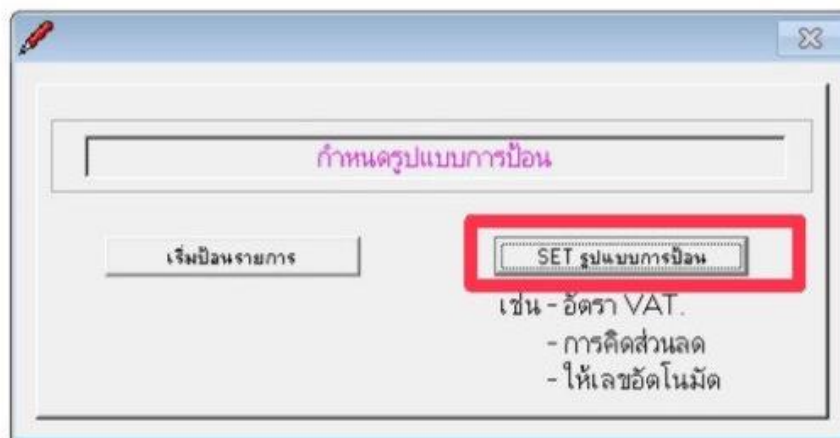 กำหนดรูปแบบการป้อน
เริ่มป้อนรายการ
SET รูปแบบการป้อน
เช่น - อัตรา VAT.
- การคิดส่วนลด
- ให้เลขอัตโนมัต